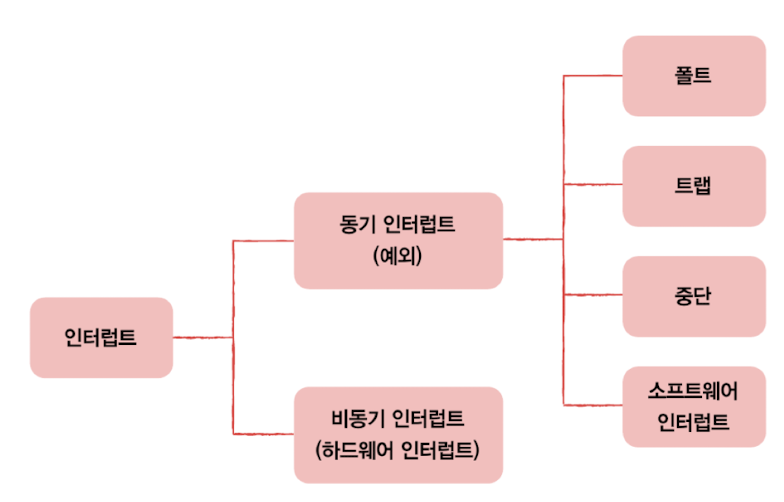 인터럽트
동기 인터럽트
(예외)
비동기 인터럽트
(하드웨어 인터럽트)
폴트
트랩
중단
소프트웨어
인터럽트